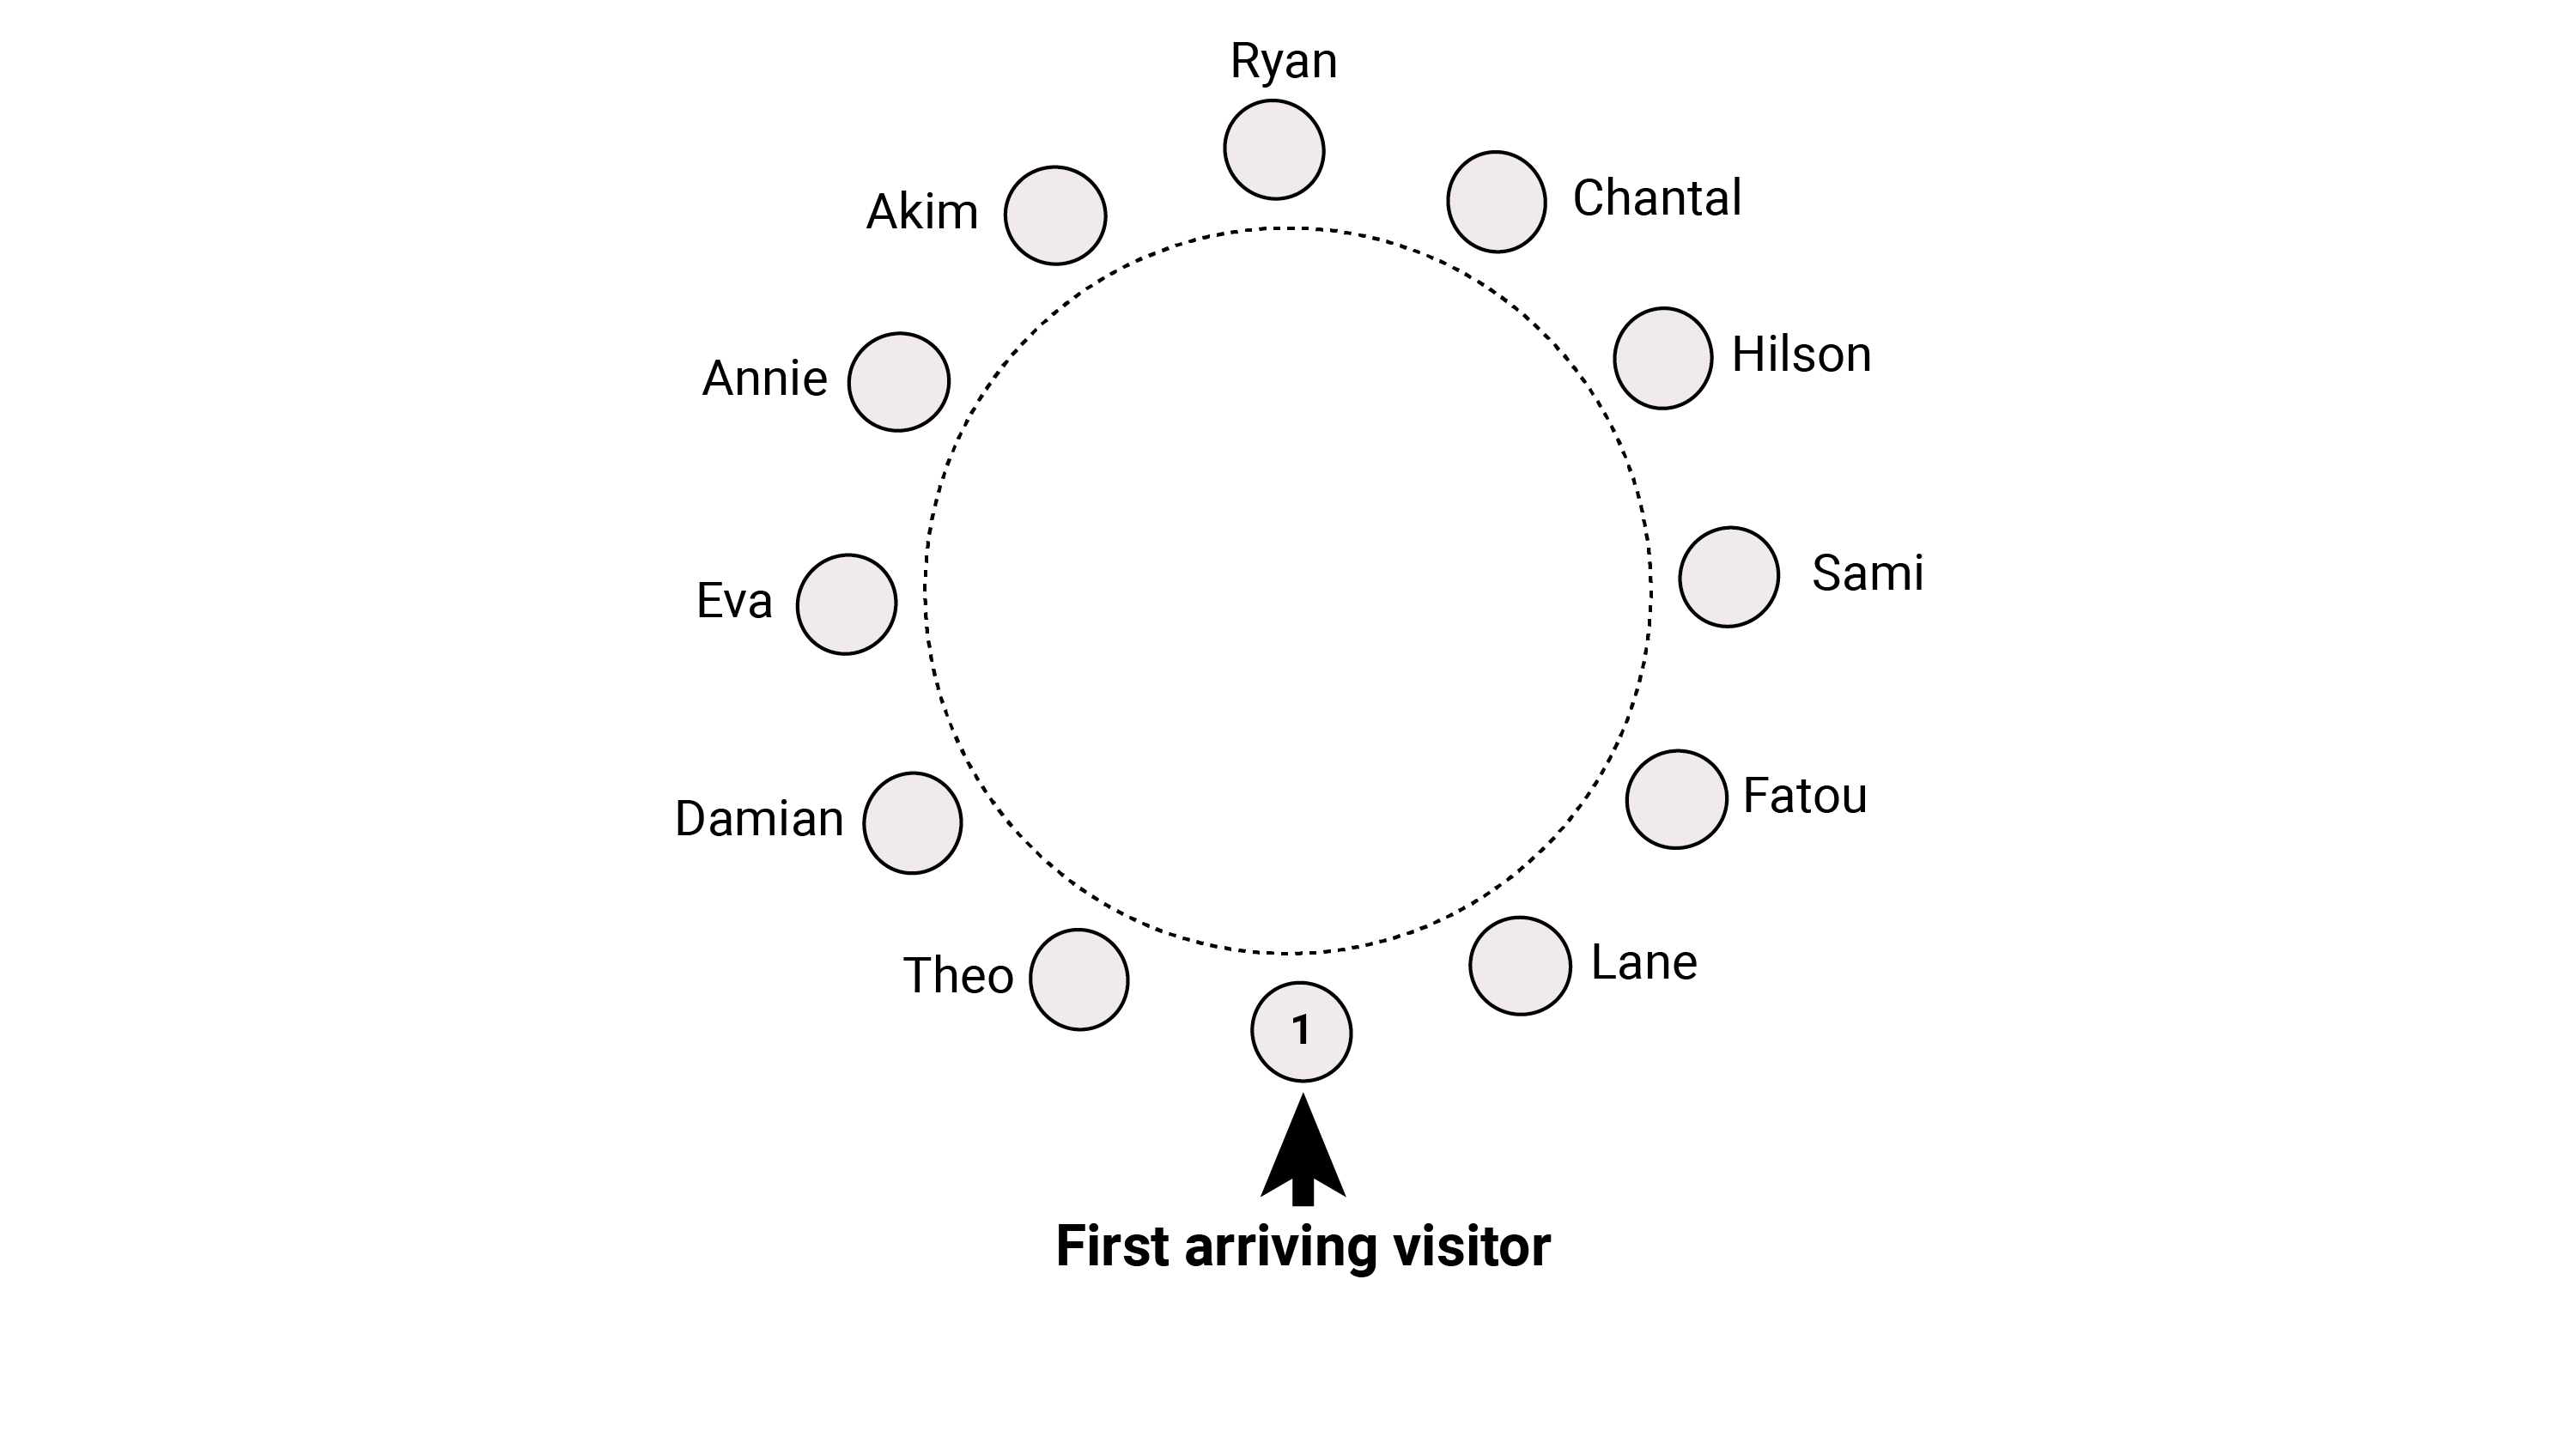 Ryan
Akim
Chantal
Annie
Hilson
Eva
Sami
Damian
Fatou
Theo
Lane
1
First arriving visitor